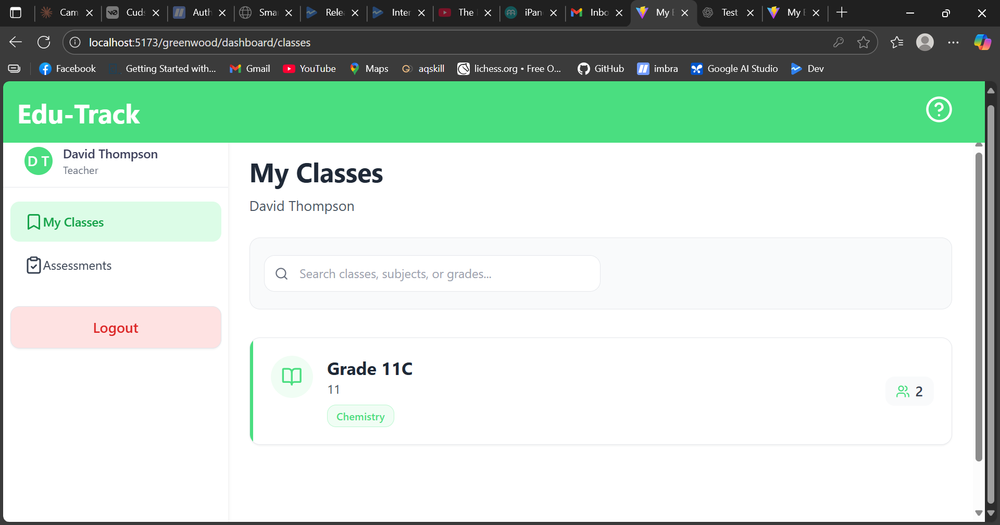 Cam
Cuds
Auth
Sma
Rele
Inter
The
iPan
Inbo
My E
Test
My E
localhost:5173/greenwood/dashboard/classes
Facebook
Getting Started with...
Gmail
YouTube
Maps
aqskill
lichess.org • Free O...
GitHub
imbra
Google AI Studio
Dev
Edu-Track
D T
David Thompson
Teacher
My Classes
Assessments
Logout
My Classes
David Thompson
Search classes, subjects, or grades...
Grade 11C
11
Chemistry
2